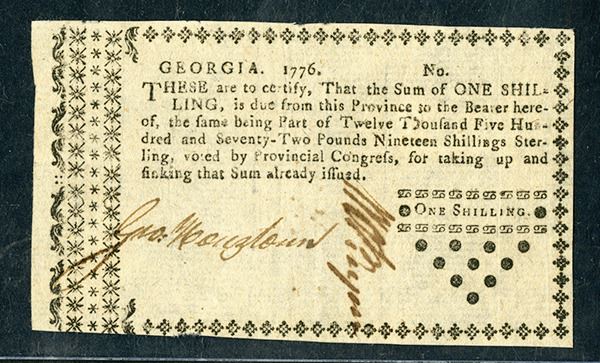 GEORGIA. 1776. No.
THESE are to certify, That the Sum of ONE SHIL-
LING, is due from this Province to the Bearer here-
of, the same being Part of Twelve Thousand Five Hun-
dred and Seventy-Two Pounds Nineteen Shillings Ster-
ling, voted by Provincial Congress, for taking up and
sinking that Sum already issued.
ONE SHILLING.
Geo: Houstoun